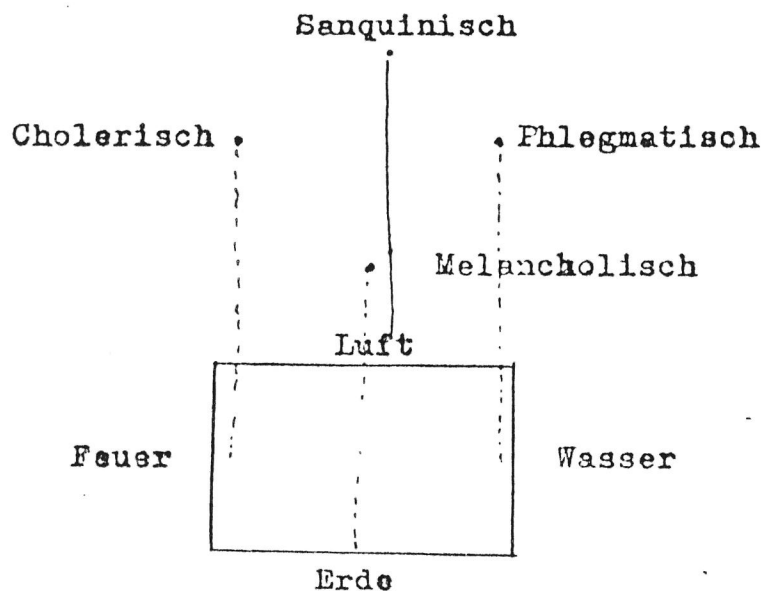 Sanquinisch
Cholerisch Phlegmatisch
Melancholisch
Luft
Feuer Wasser
Erde